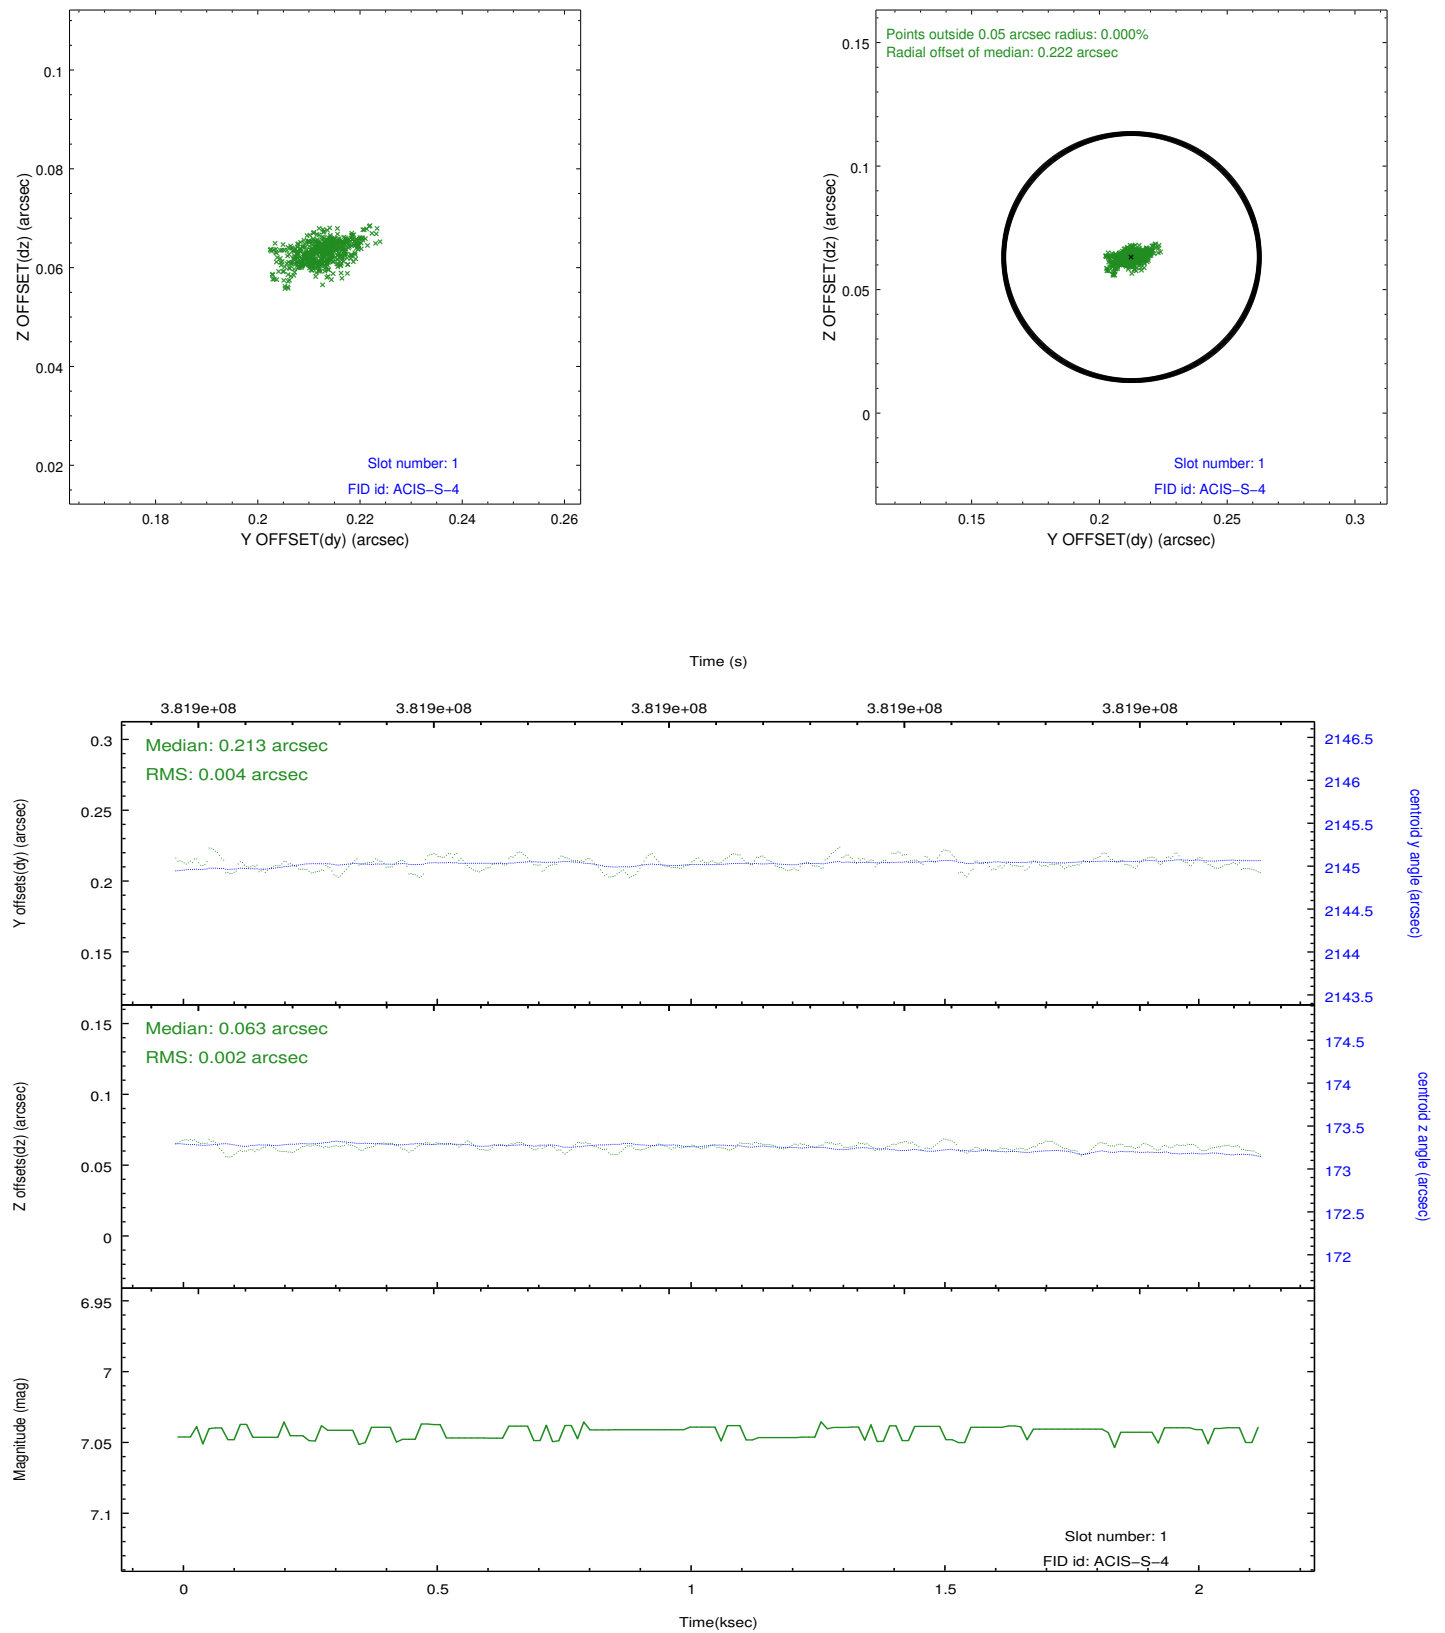 0.1
0.08
0.06
0.04
0.02
Z OFFSET(dz) (arcsec)
Slot number: 1
FID id: ACIS−S−4
0.18 0.2 0.22 0.24 0.26
Y OFFSET(dy) (arcsec)
Points outside 0.05 arcsec radius: 0.000%
Radial offset of median: 0.222 arcsec
0.15
0.1
0.05
0
Z OFFSET(dz) (arcsec)
Slot number: 1
FID id: ACIS−S−4
0.15 0.2 0.25 0.3
Y OFFSET(dy) (arcsec)
Time (s)
3.819e+08 3.819e+08 3.819e+08 3.819e+08 3.819e+08
Median: 0.213 arcsec
RMS: 0.004 arcsec
0.3
0.25
0.2
0.15
Y offsets(dy) (arcsec)
2146.5
2146
2145.5
2145
2144.5
2144
2143.5
centroid y angle (arcsec)
Median: 0.063 arcsec
RMS: 0.002 arcsec
0.15
0.1
0.05
0
Z offsets(dz) (arcsec)
174.5
174
173.5
173
172.5
172
centroid z angle (arcsec)
6.95
7
7.05
7.1
Magnitude (mag)
Slot number: 1
FID id: ACIS−S−4
0 0.5 1 1.5 2
Time(ksec)